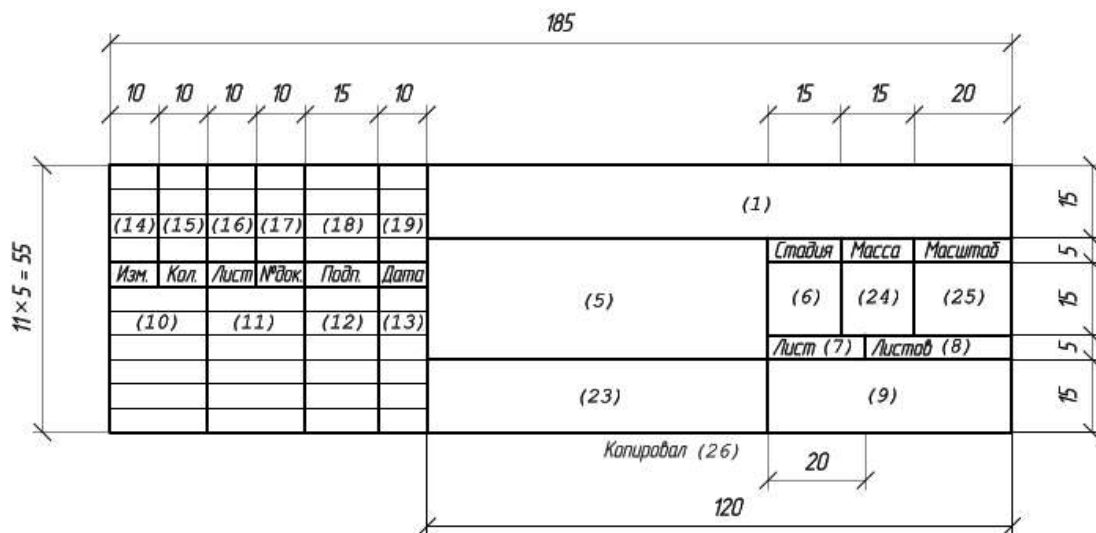 185
10 10 10 10 15 10 15 15 20
(1) 15
(14) (15) (16) (17) (18) (19)
Стадия Масса Масштаб 5
Изм. Кол. Лист №док. Подп. Дата
11 × 5 = 55
(5) (6) (24) (25) 15
(10) (11) (12) (13)
Лист (7) Листов (8) 5
(23) (9) 15
Копировал (26)
20
120